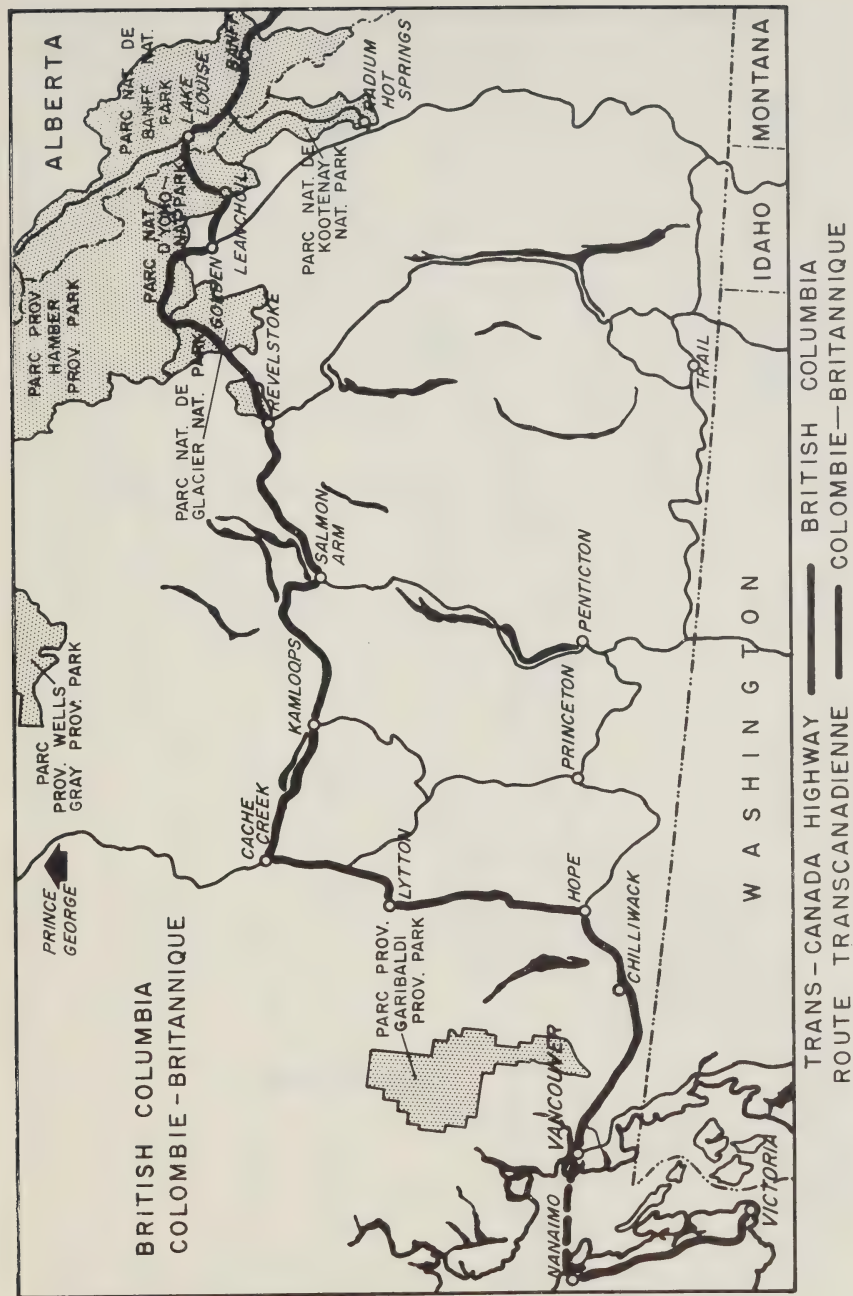 BRITISH COLUMBIA
COLOMBIE-BRITANNIQUE
PRINCE
GEORGE
PARC
PROV. WELLS
GRAY PROV. PARK
PARC PROV.
HAMBER
PROV. PARK
ALBERTA
PARC NAT. DE
BANFF NAT.
PARK
PARC NAT.
D'YOHO-
NAT. PARK
LAKE
LOUISE
BANFF
LEANCHOIL
GOLDEN
PARC NAT. DE
KOOTENAY
NAT. PARK
RADIUM
HOT
SPRINGS
PARC NAT. DE
GLACIER NAT. PARK
REVELSTOKE
SALMON
ARM
KAMLOOPS
CACHE
CREEK
LYTTON
PARC PROV.
GARIBALDI
PROV. PARK
HOPE
CHILLIWACK
VANCOUVER
NANAIMO
VICTORIA
PRINCETON
PENTICTON
TRAIL
WASHINGTON
IDAHO
MONTANA
TRANS-CANADA HIGHWAY BRITISH COLUMBIA
ROUTE TRANSCANADIENNE COLOMBIE-BRITANNIQUE